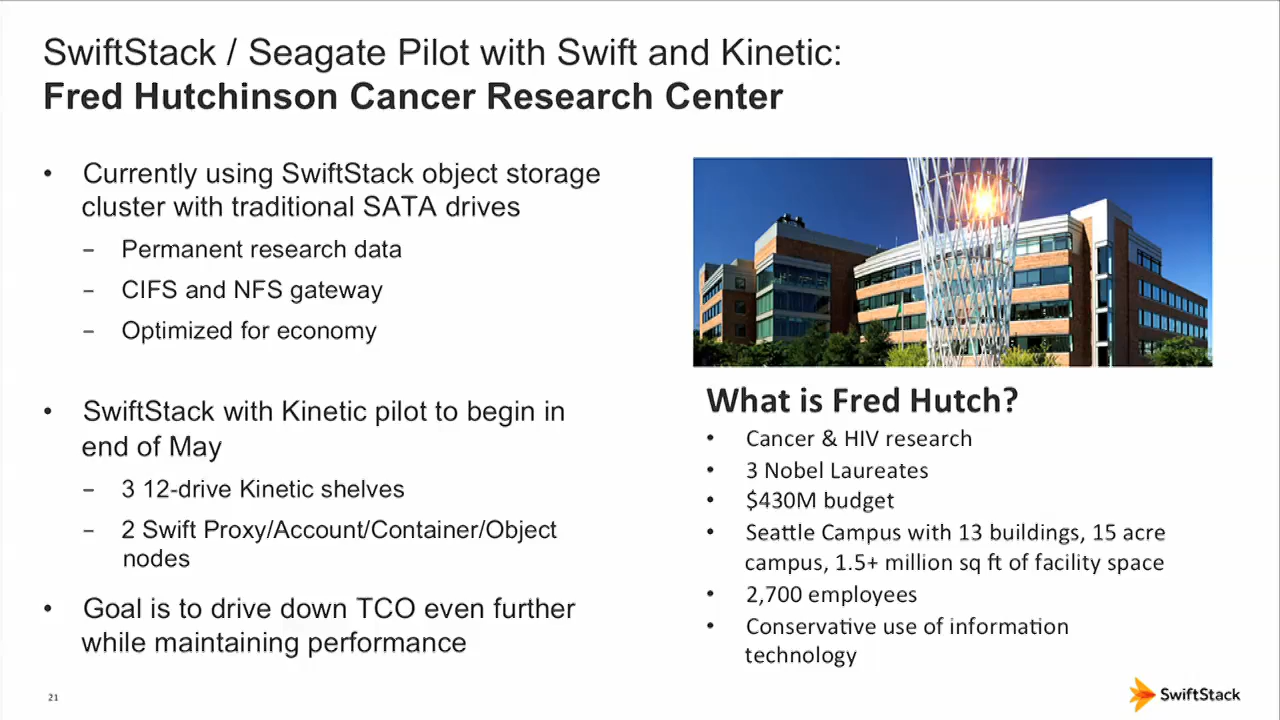 SwiftStack / Seagate Pilot with Swift and Kinetic:
Fred Hutchinson Cancer Research Center
• Currently using SwiftStack object storage
cluster with traditional SATA drives
– Permanent research data
– CIFS and NFS gateway
– Optimized for economy
• SwiftStack with Kinetic pilot to begin in
end of May
– 3 12-drive Kinetic shelves
– 2 Swift Proxy/Account/Container/Object
nodes
• Goal is to drive down TCO even further
while maintaining performance
What is Fred Hutch?
• Cancer & HIV research
• 3 Nobel Laureates
• $430M budget
• Seattle Campus with 13 buildings, 15 acre
campus, 1.5+ million sq ft of facility space
• 2,700 employees
• Conservative use of information
technology
21
SwiftStack